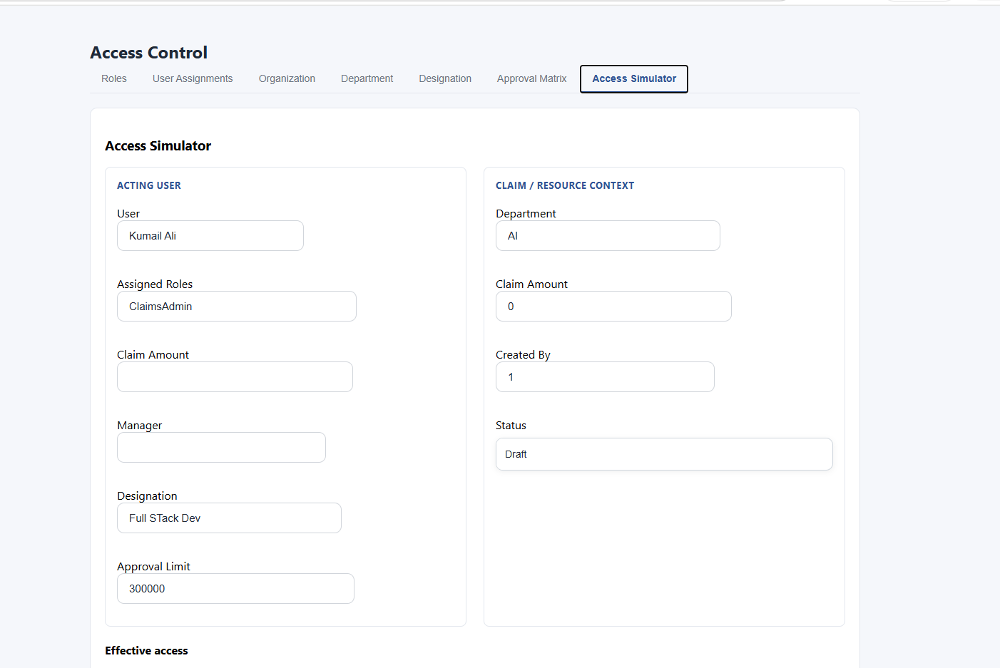 Access Control
Roles
User Assignments
Organization
Department
Designation
Approval Matrix
Access Simulator
Access Simulator
ACTING USER
User
Kumail Ali
Assigned Roles
ClaimsAdmin
Claim Amount
Manager
Designation
Full STack Dev
Approval Limit
300000
CLAIM / RESOURCE CONTEXT
Department
AI
Claim Amount
0
Created By
1
Status
Draft
Effective access